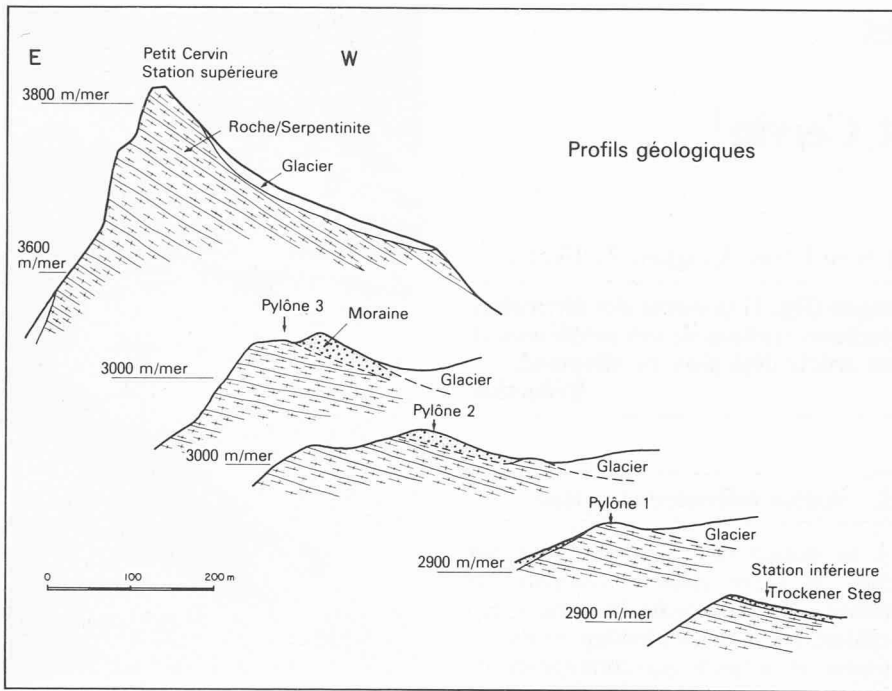 E
Petit Cervin
Station supérieure
W
3800 m/mer
Roche/Serpentinite
Profils géologiques
Glacier
3600
m/mer
Pylône 3
Moraine
3000 m/mer
Glacier
Pylône 2
3000 m/mer
Glacier
Pylône 1
2900 m/mer
Glacier
Station inférieure
Trockener Steg
2900 m/mer
0 100 200 m